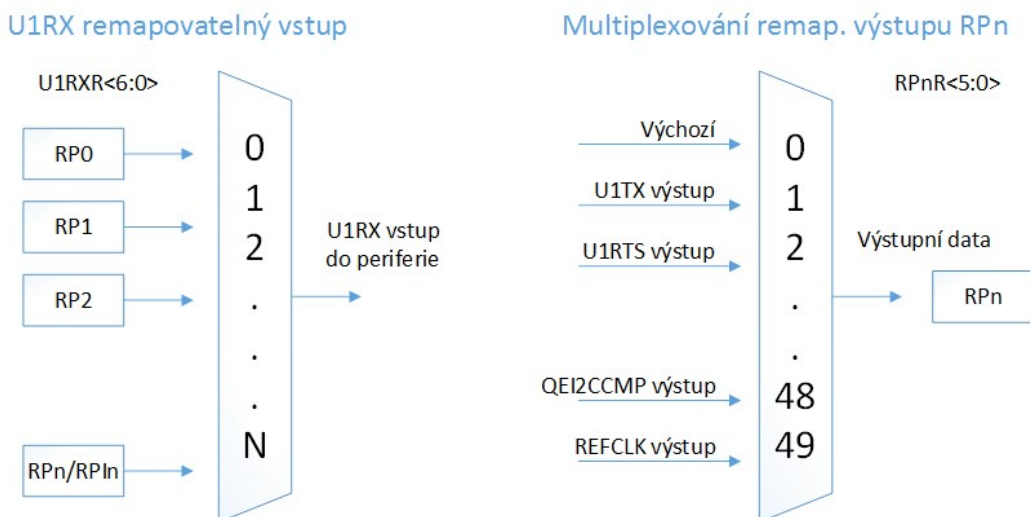 U1RX remapovatelný vstup
U1RXR<6:0>
RP0
RP1
RP2
RPn/RPIn
0
1
2
.
.
.
N
U1RX vstup
do periferie
Multiplexování remap. výstupu RPn
RPnR<5:0>
Výchozí
U1TX výstup
U1RTS výstup
QEI2CCMP výstup
REFCLK výstup
0
1
2
.
.
48
49
Výstupní data
RPn